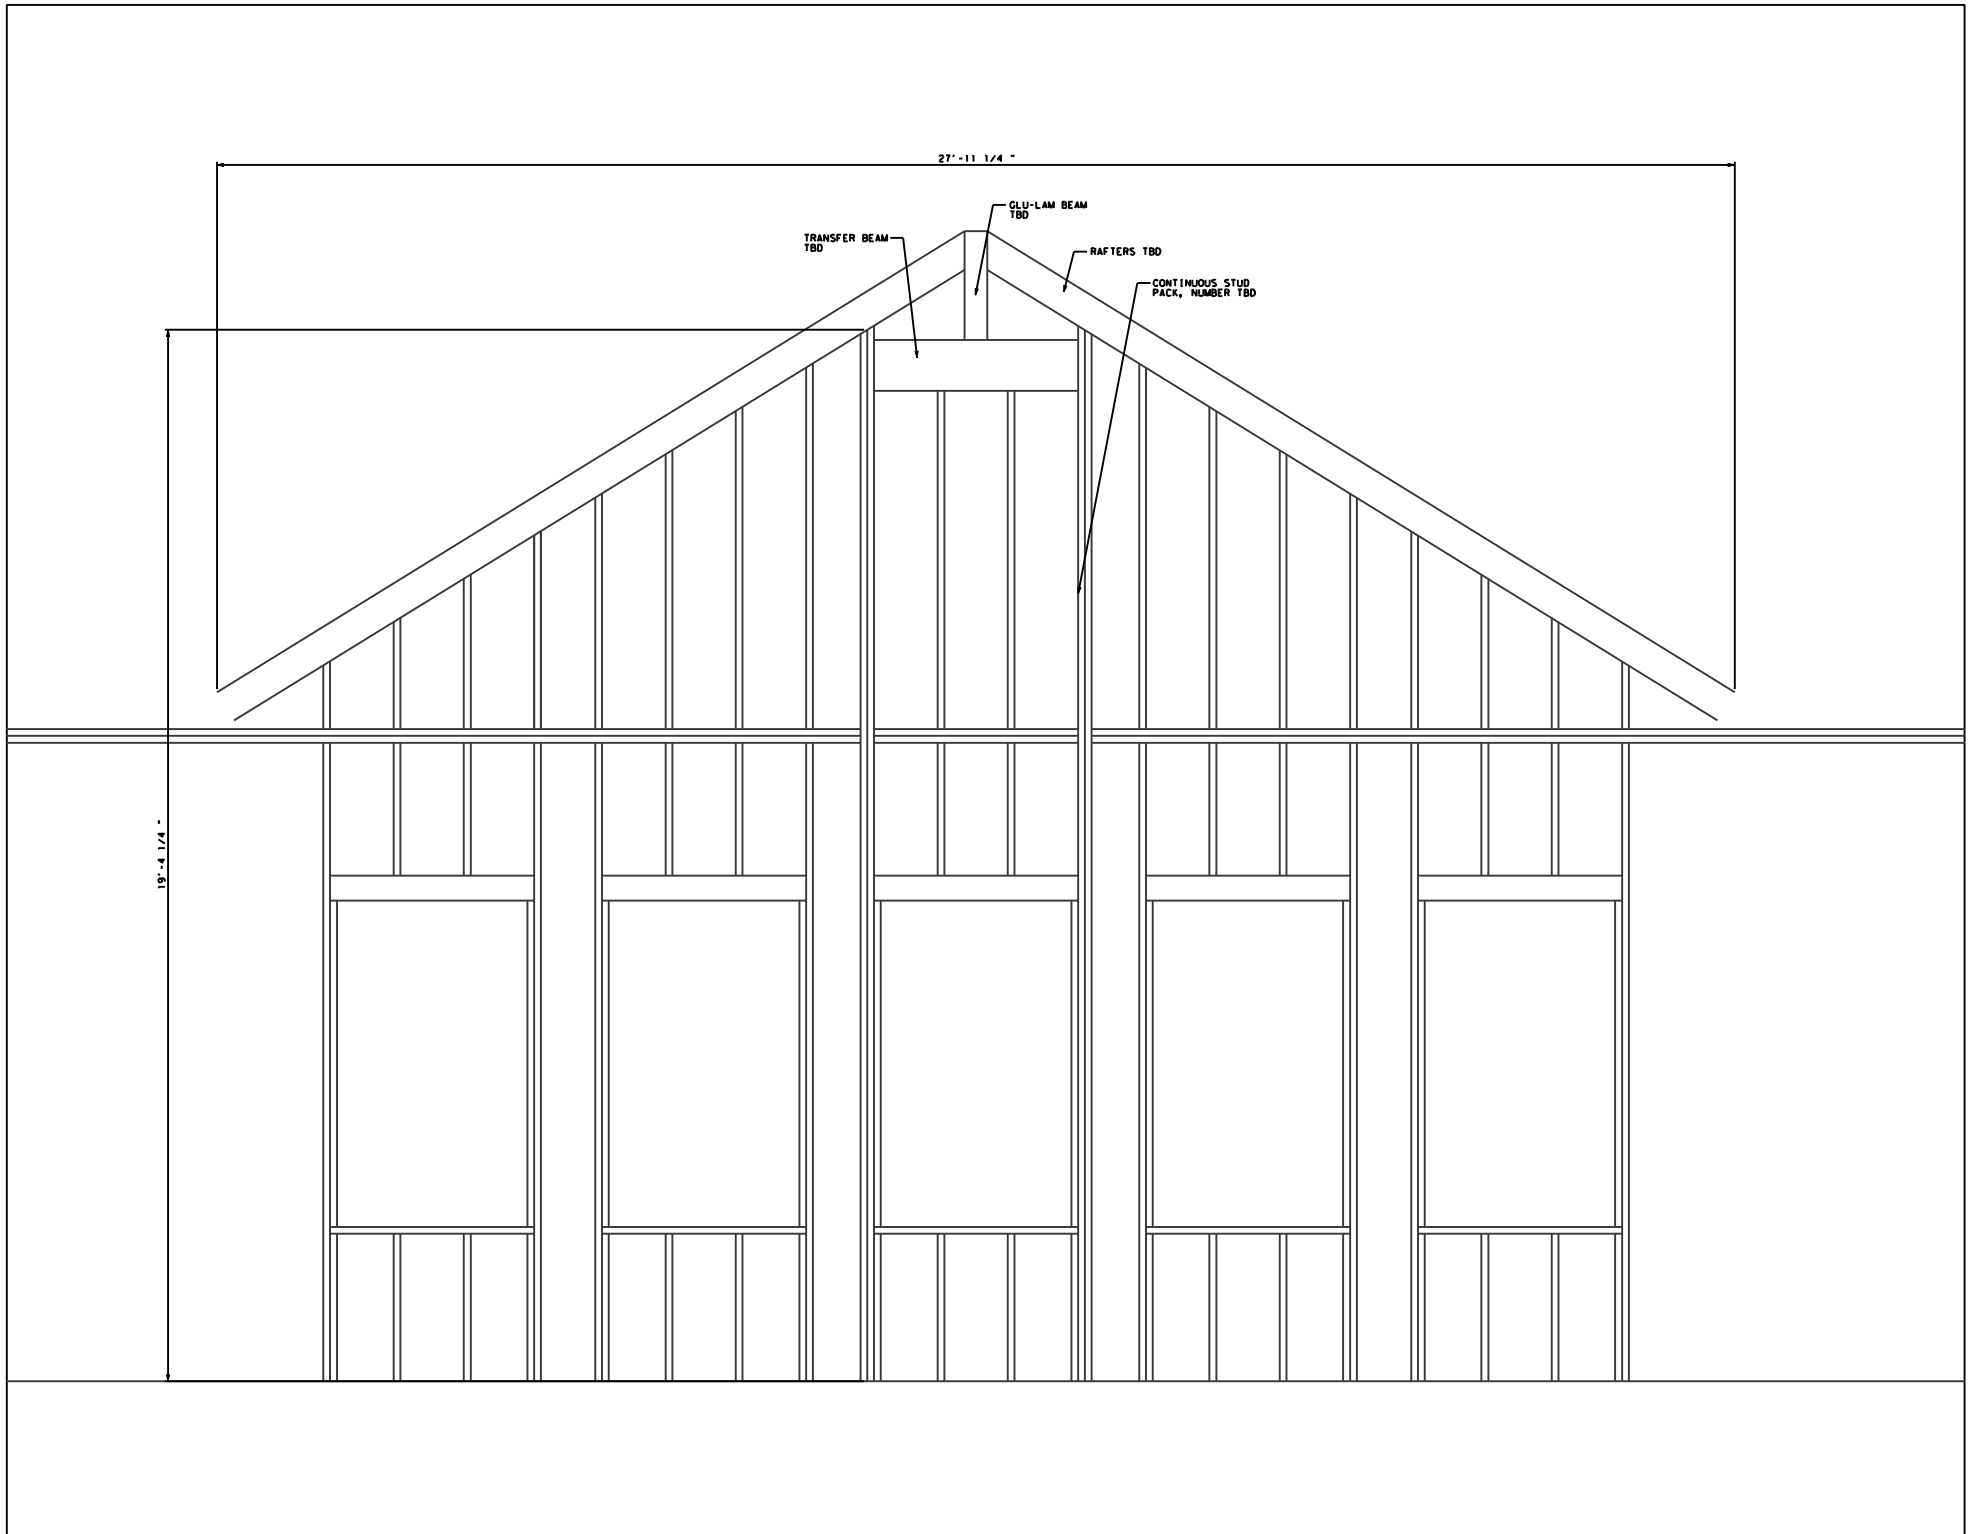 27'-11 1/4 "
GLU-LAM BEAM
TBD
TRANSFER BEAM
TBD
RAFTERS TBD
CONTINUOUS STUD
PACK, NUMBER TBD
19'-4 1/4 "